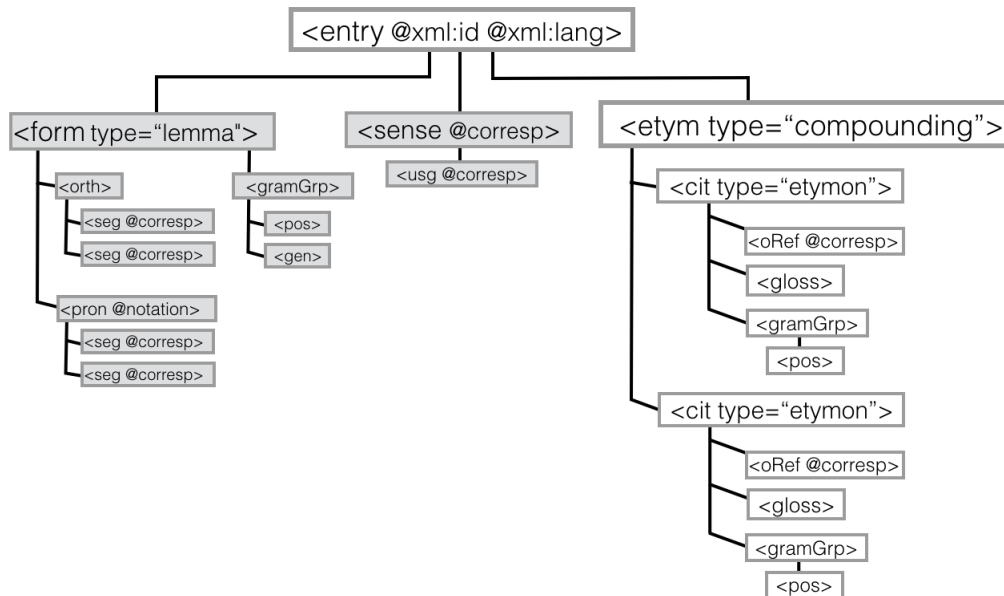 <entry @xml:id @xml:lang>
<form type=“lemma">
<orth>
<seg @corresp>
<seg @corresp>
<pron @notation>
<seg @corresp>
<seg @corresp>
<gramGrp>
<pos>
<gen>
<sense @corresp>
<usg @corresp>
<etym type=“compounding”>
<cit type=“etymon”>
<oRef @corresp>
<gloss>
<gramGrp>
<pos>
<cit type=“etymon”>
<oRef @corresp>
<gloss>
<gramGrp>
<pos>